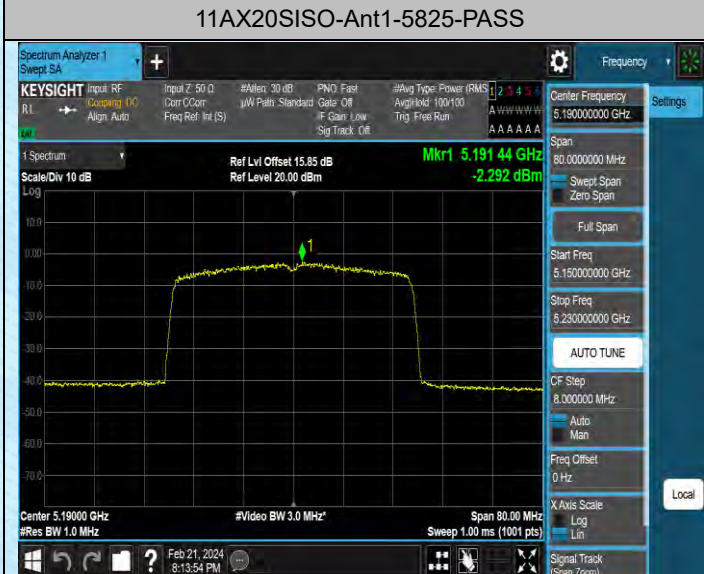 11AX20SISO-Ant1-5825-PASS
Spectrum Analyzer 1
Swept SA
Frequency
KEYSIGHT
RL
Input: RF
Coupling: DC
Align: Auto
Input Z: 50 Ω
Corr CCorr
Freq Ref: Int (S)
#Atten: 30 dB
µW Path: Standard
PNO: Fast
Gate: Off
IF Gain: Low
Sig Track: Off
#Avg Type: Power (RMS
Avg|Hold: 100/100
Trig: Free Run
1 2 3 4 5 6
A W W W W W
A A A A A A
Center Frequency
5.190000000 GHz
Settings
Span
80.0000000 MHz
Swept Span
Zero Span
Full Span
Start Freq
5.150000000 GHz
Stop Freq
5.230000000 GHz
AUTO TUNE
CF Step
8.000000 MHz
Auto
Man
Freq Offset
0 Hz
X Axis Scale
Log
Lin
Signal Track
(Span Zoom)
Local
1 Spectrum
Scale/Div 10 dB
Log
Ref Lvl Offset 15.85 dB
Ref Level 20.00 dBm
Mkr1 5.191 44 GHz
-2.292 dBm
1
10.0
0.00
-10.0
-20.0
-30.0
-40.0
-50.0
-60.0
-70.0
Center 5.19000 GHz
#Res BW 1.0 MHz
#Video BW 3.0 MHz*
Span 80.00 MHz
Sweep 1.00 ms (1001 pts)
Feb 21, 2024
8:13:54 PM